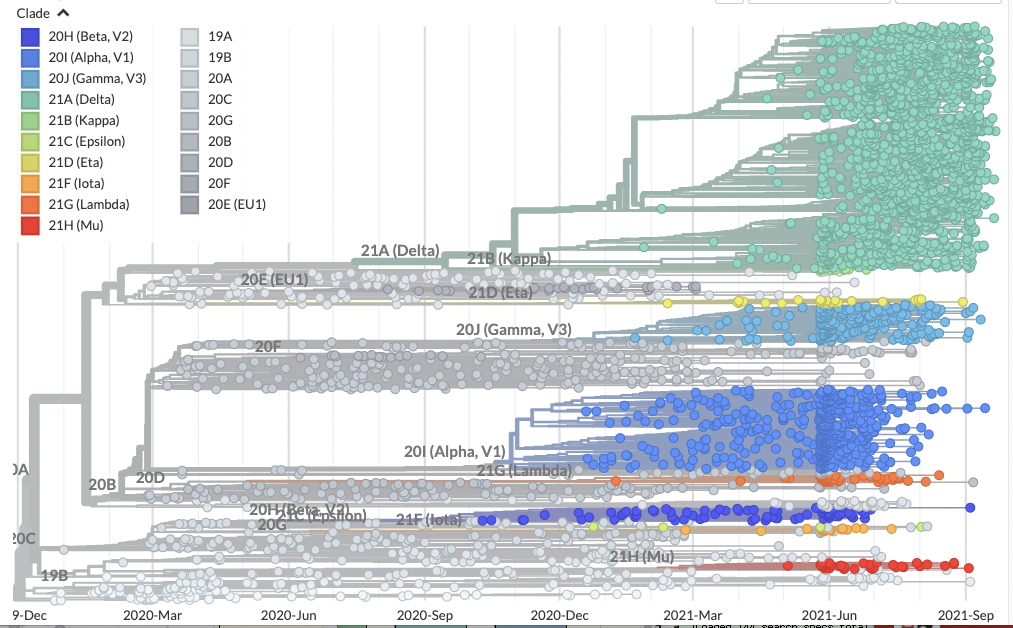 Clade
20H (Beta, V2)
20I (Alpha, V1)
20J (Gamma, V3)
21A (Delta)
21B (Kappa)
21C (Epsilon)
21D (Eta)
21F (Iota)
21G (Lambda)
21H (Mu)
19A
19B
20A
20C
20G
20B
20D
20F
20E (EU1)
21A (Delta)
21B (Kappa)
20E (EU1)
21D (Eta)
20J (Gamma, V3)
20F
20I (Alpha, V1)
0A
20D
21G (Lambda)
20B
20H (Beta, V2)
21C (Epsilon)
21F (Iota)
20G
20C
21H (Mu)
19B
9-Dec
2020-Mar
2020-Jun
2020-Sep
2020-Dec
2021-Mar
2021-Jun
2021-Sep